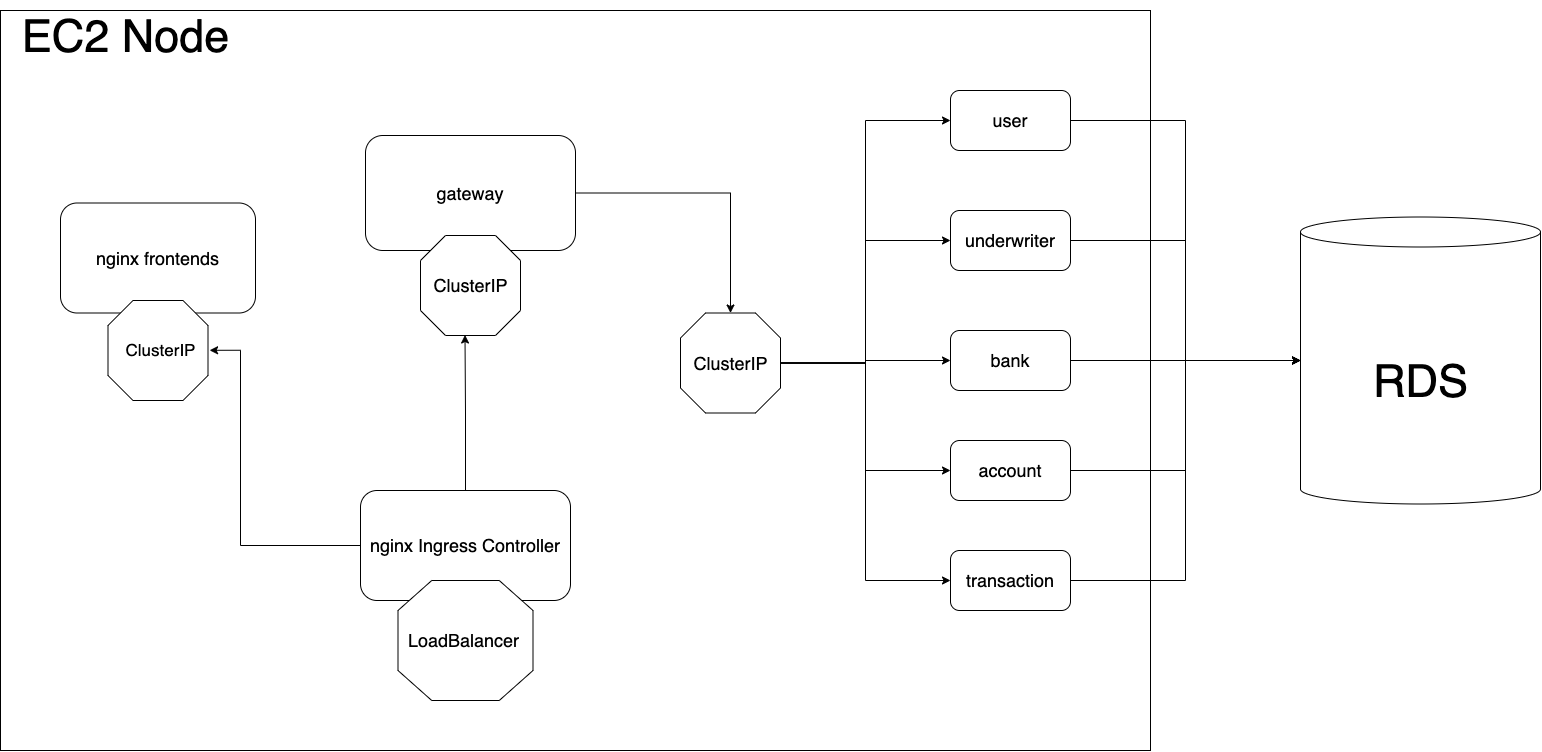 EC2 Node
user
gateway
underwriter
nginx frontends
ClusterIP
ClusterIP
ClusterIP
bank
RDS
account
nginx Ingress Controller
transaction
LoadBalancer